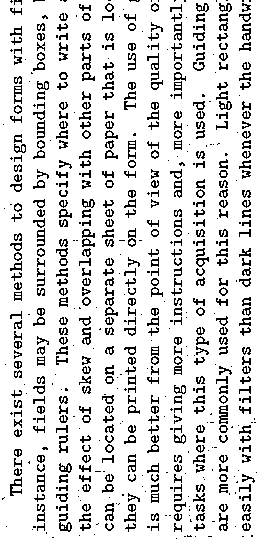 There exist several methods to design forms with fi
instance, fields may be surrounded by bounding boxes,
guiding rulers. These methods specify where to write
the effect of skew and overlapping with other parts of
can be located on a separate sheet of paper that is lo
they can be printed directly on the form. The use of
is much better from the point of view of the quality o
requires giving more instructions and, more importantly
tasks where this type of acquisition is used. Guiding
are more commonly used for this reason. Light rectang
easily with filters than dark lines whenever the handw